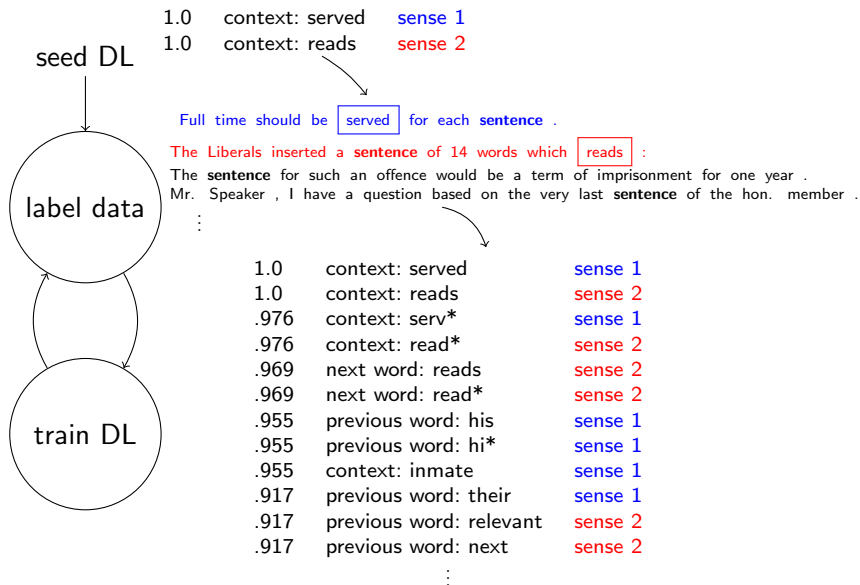 1.0 context: served sense 1
1.0 context: reads sense 2
seed DL
Full time should be served for each sentence .
The Liberals inserted a sentence of 14 words which reads :
The sentence for such an offence would be a term of imprisonment for one year .
Mr. Speaker , I have a question based on the very last sentence of the hon. member .
⋮
label data
1.0 context: served sense 1
1.0 context: reads sense 2
.976 context: serv* sense 1
.976 context: read* sense 2
.969 next word: reads sense 2
.969 next word: read* sense 2
.955 previous word: his sense 1
.955 previous word: hi* sense 1
.955 context: inmate sense 1
.917 previous word: their sense 1
.917 previous word: relevant sense 2
.917 previous word: next sense 2
⋮
train DL